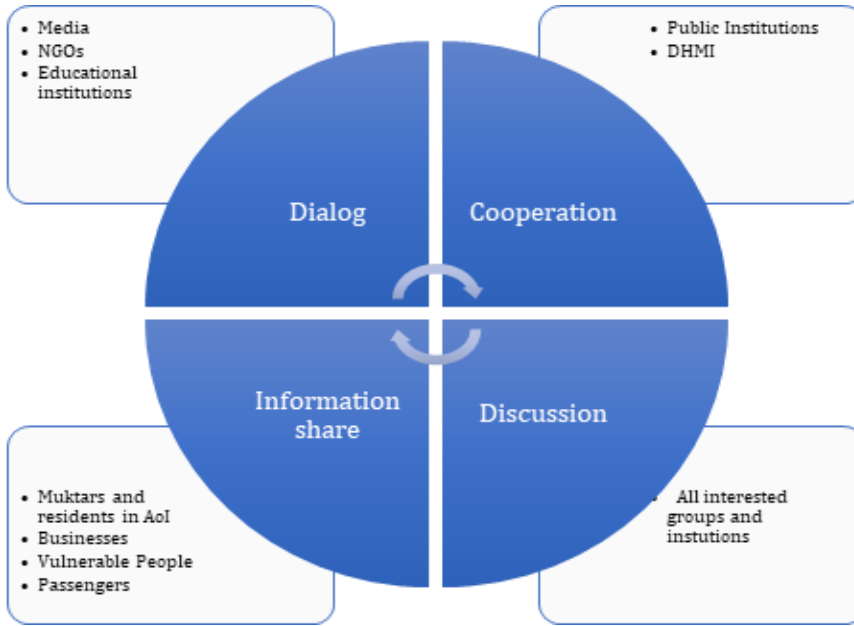 • Media
• NGOs
• Educational
institutions
• Public Institutions
• DHMI
Dialog
Cooperation
Information
share
Discussion
• Muktars and
residents in AoI
• Businesses
• Vulnerable People
• Passengers
• All interested
groups and
instutions